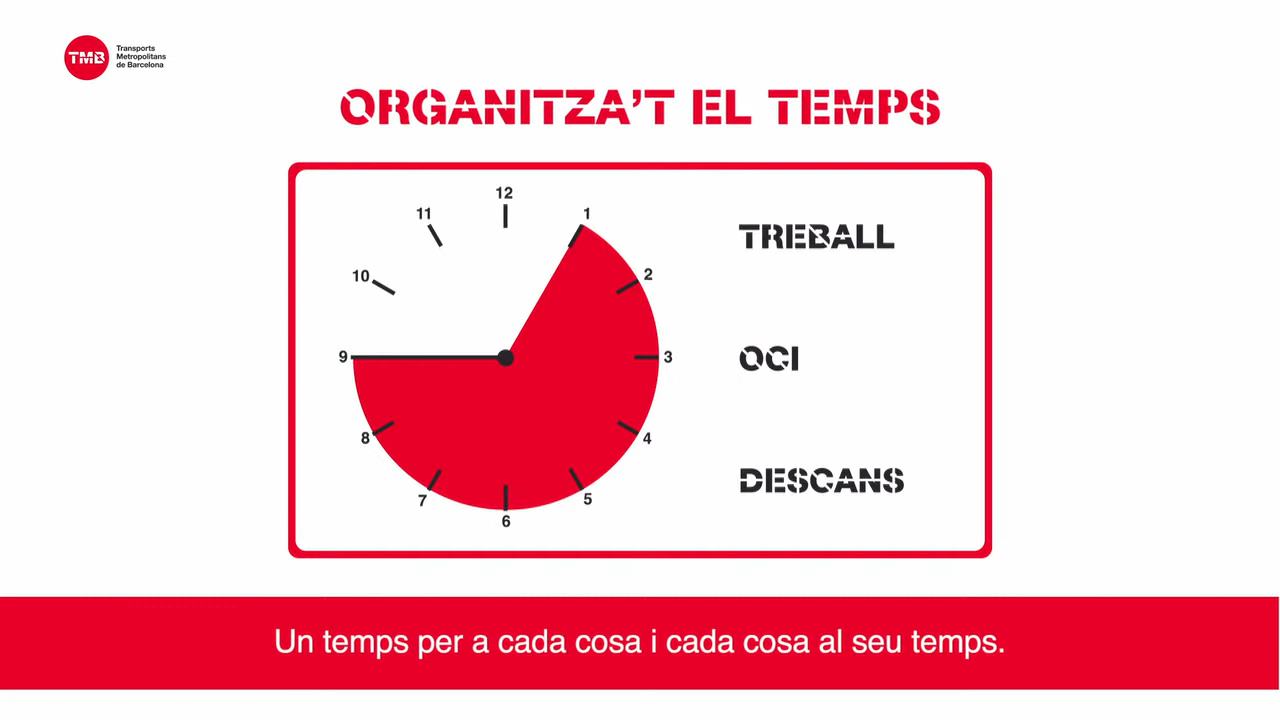 TMB
Transports
Metropolitans
de Barcelona
ORGANITZA'T EL TEMPS
12
11
1
10
2
9
3
8
4
7
5
6
TREBALL
OCI
DESCANS
Un temps per a cada cosa i cada cosa al seu temps.